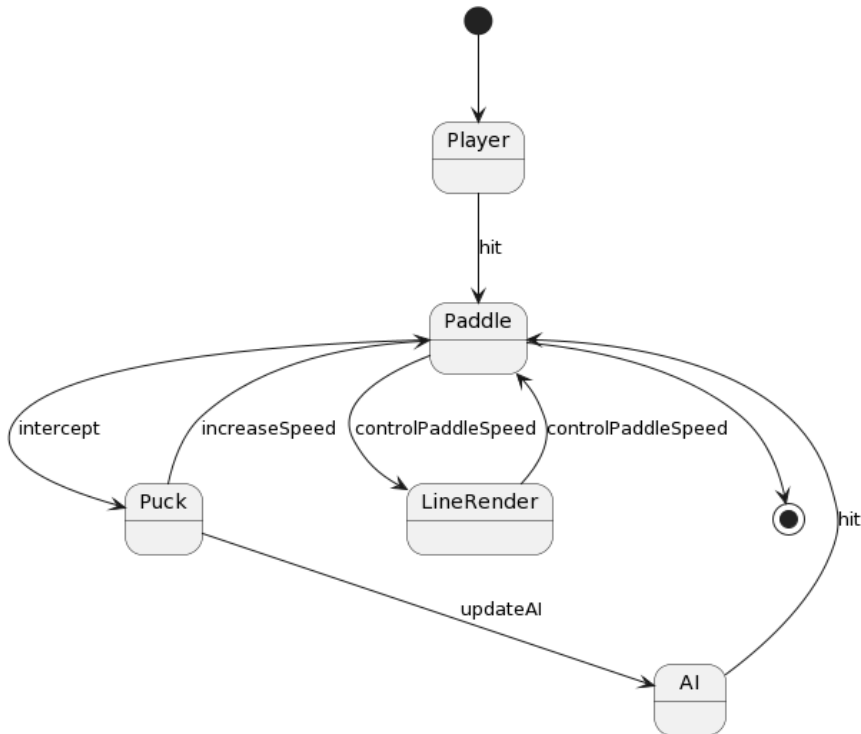 Player
hit
Paddle
intercept
increaseSpeed
controlPaddleSpeed
controlPaddleSpeed
Puck
LineRender
hit
updateAI
AI